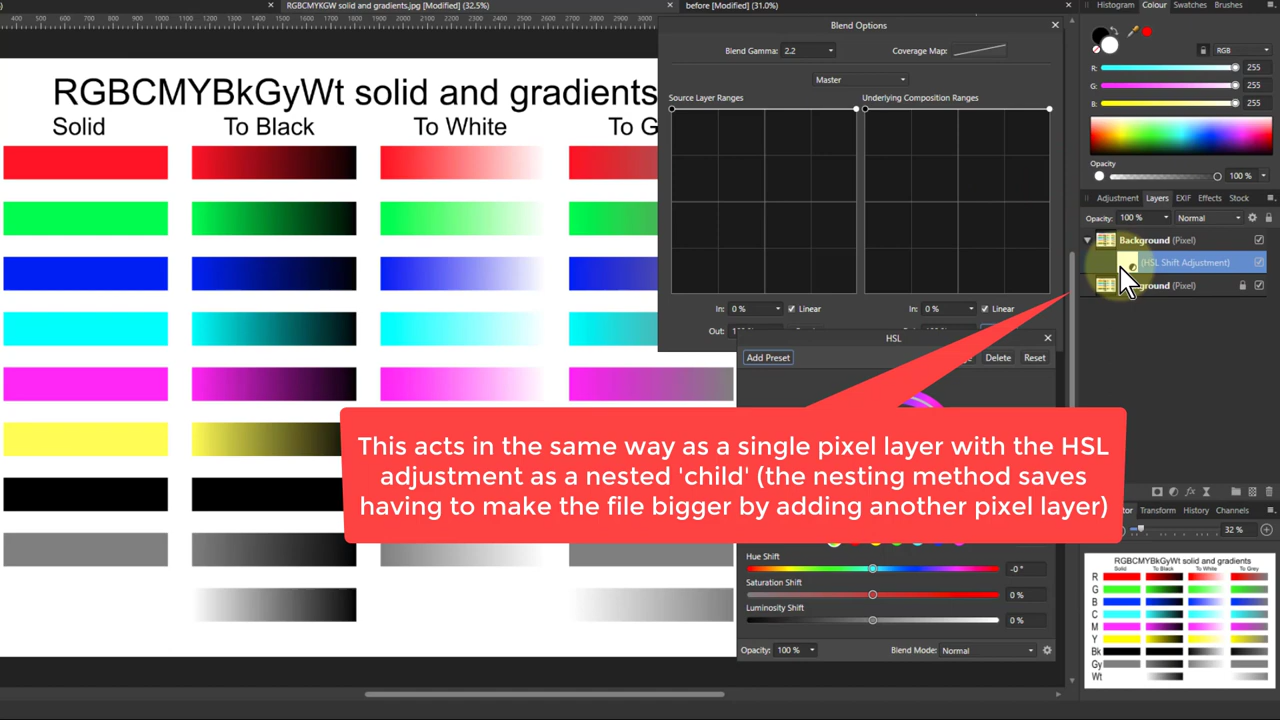 RGBCMYKGW solid and gradients.jpg [Modified] (32.5%)
before [Modified] (31.0%)
Histogram Colour Swatches Brushes
Blend Options
Blend Gamma: 2.2
Coverage Map:
Master
Source Layer Ranges
Underlying Composition Ranges
In: 0 % Linear
In: 0 % Linear
Out:
RGB
R: 255
G: 255
B: 255
Opacity
100 %
Adjustment Layers EXIF Effects Stock
Opacity: 100 % Normal
Background (Pixel)
(HSL Shift Adjustment)
(Pixel)
RGBCMYBkGyWt solid and gradients
Solid To Black To White To G
HSL
Add Preset
Delete Reset
This acts in the same way as a single pixel layer with the HSL
adjustment as a nested 'child' (the nesting method saves
having to make the file bigger by adding another pixel layer)
Hue Shift
-0 °
Saturation Shift
0 %
Luminosity Shift
0 %
Opacity: 100 %
Blend Mode: Normal
Transform History Channels
32 %
RGBCMYBkGyWt solid and gradients
Solid To Black To White To Grey
R
G
B
C
M
Y
Bk
Gy
Wt